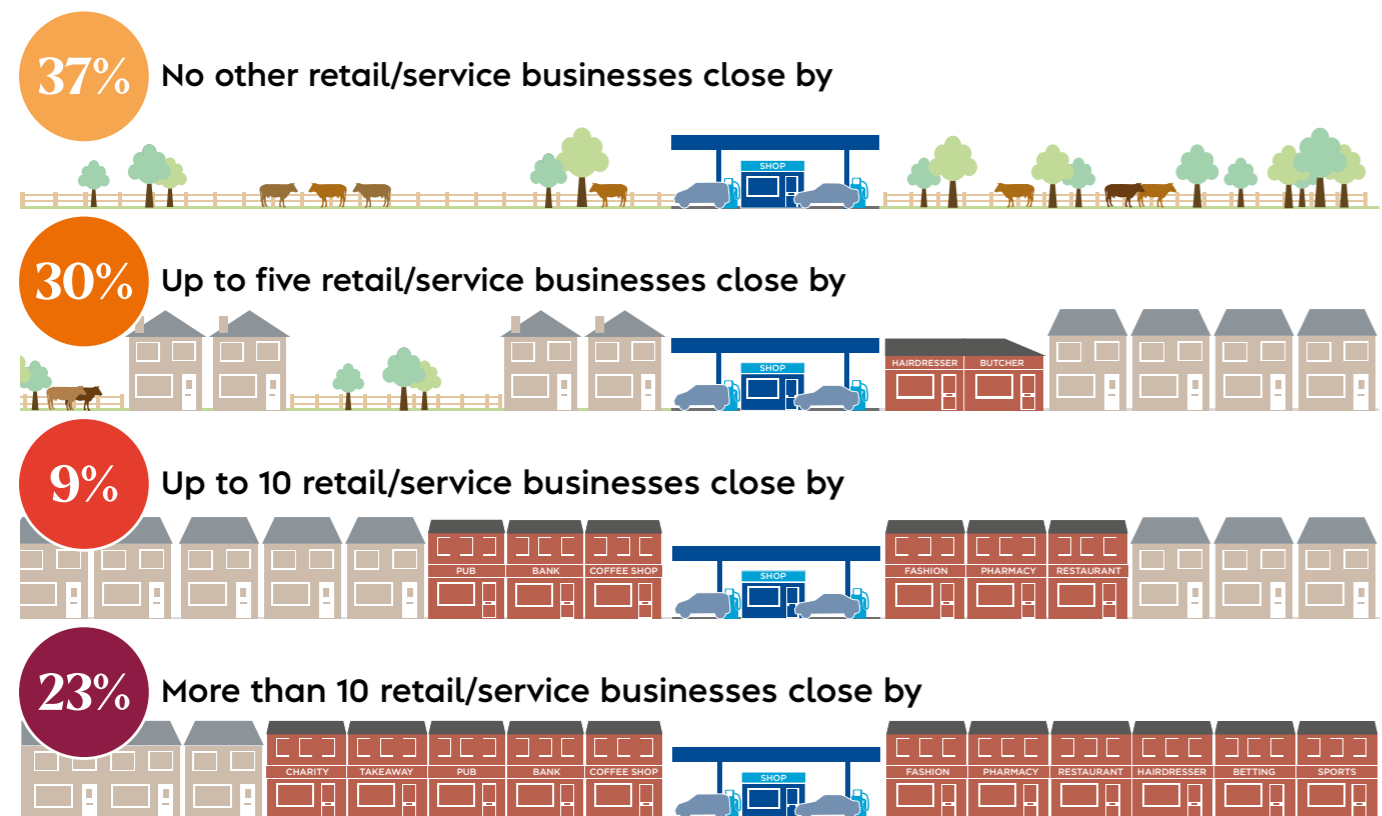 37% No other retail/service businesses close by
SHOP
30% Up to five retail/service businesses close by
SHOP HAIRDRESSER BUTCHER
9% Up to 10 retail/service businesses close by
PUB BANK COFFEE SHOP SHOP FASHION PHARMACY RESTAURANT
23% More than 10 retail/service businesses close by
CHARITY TAKEAWAY PUB BANK COFFEE SHOP SHOP FASHION PHARMACY RESTAURANT HAIRDRESSER BETTING SPORTS